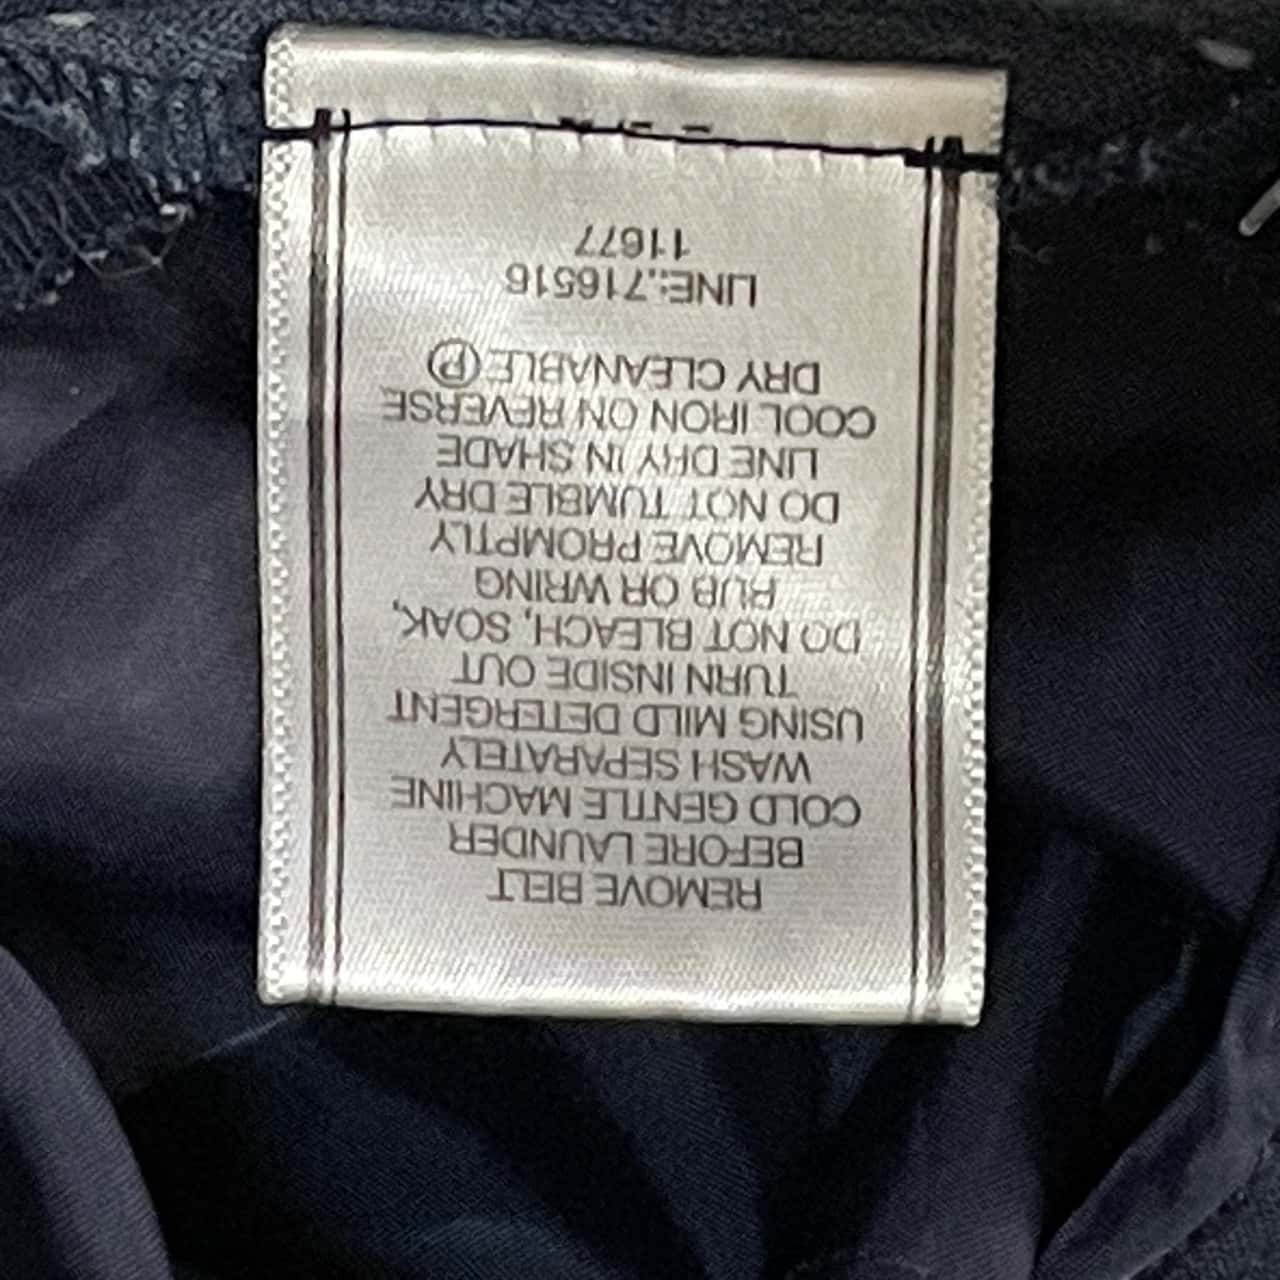 REMOVE BELT
BEFORE LAUNDER
COLD GENTLE MACHINE
WASH SEPARATELY
USING MILD DETERGENT
TURN INSIDE OUT
DO NOT BLEACH, SOAK,
RUB OR WRING
REMOVE PROMPTLY
DO NOT TUMBLE DRY
LINE DRY IN SHADE
COOL IRON ON REVERSE
DRY CLEANABLE Ⓟ
LINE:.716516
11677